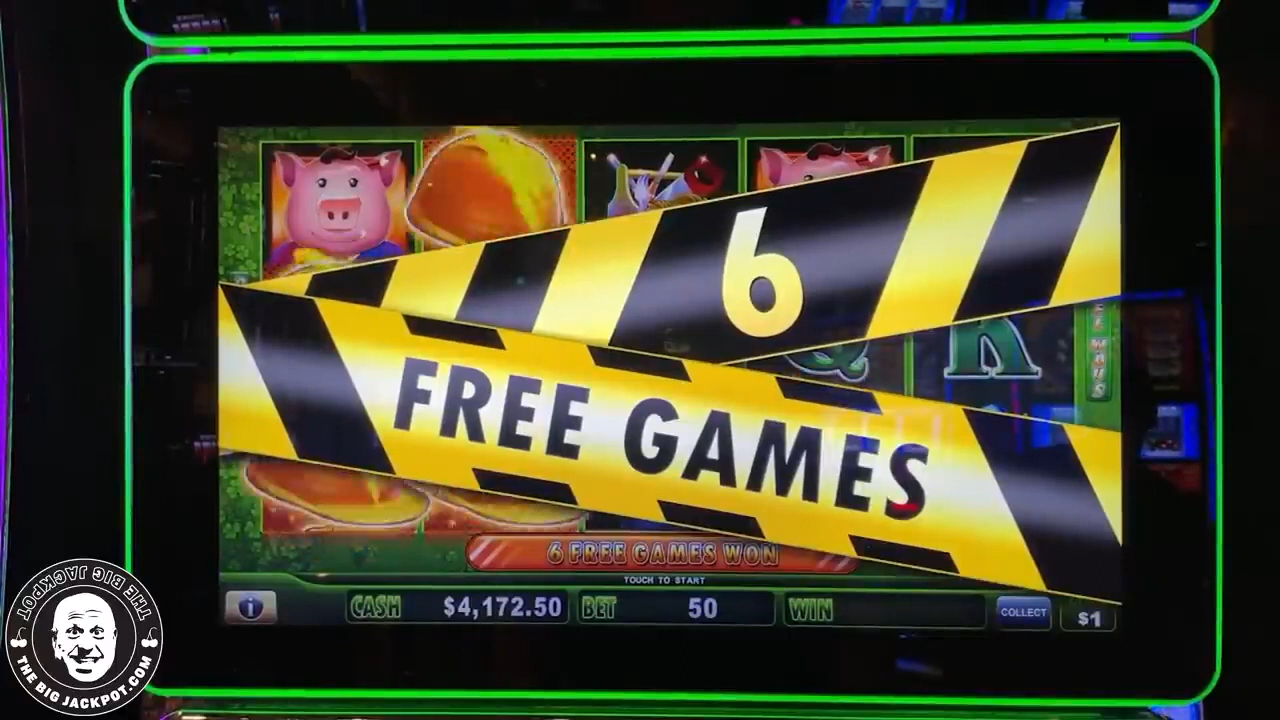 6
Q
K
FREE GAMES
6 FREE GAMES WON
TOUCH TO START
CASH $4,172.50 BET 50 WIN COLLECT $1
THE BIG JACKPOT
THE BIG JACKPOT.COM